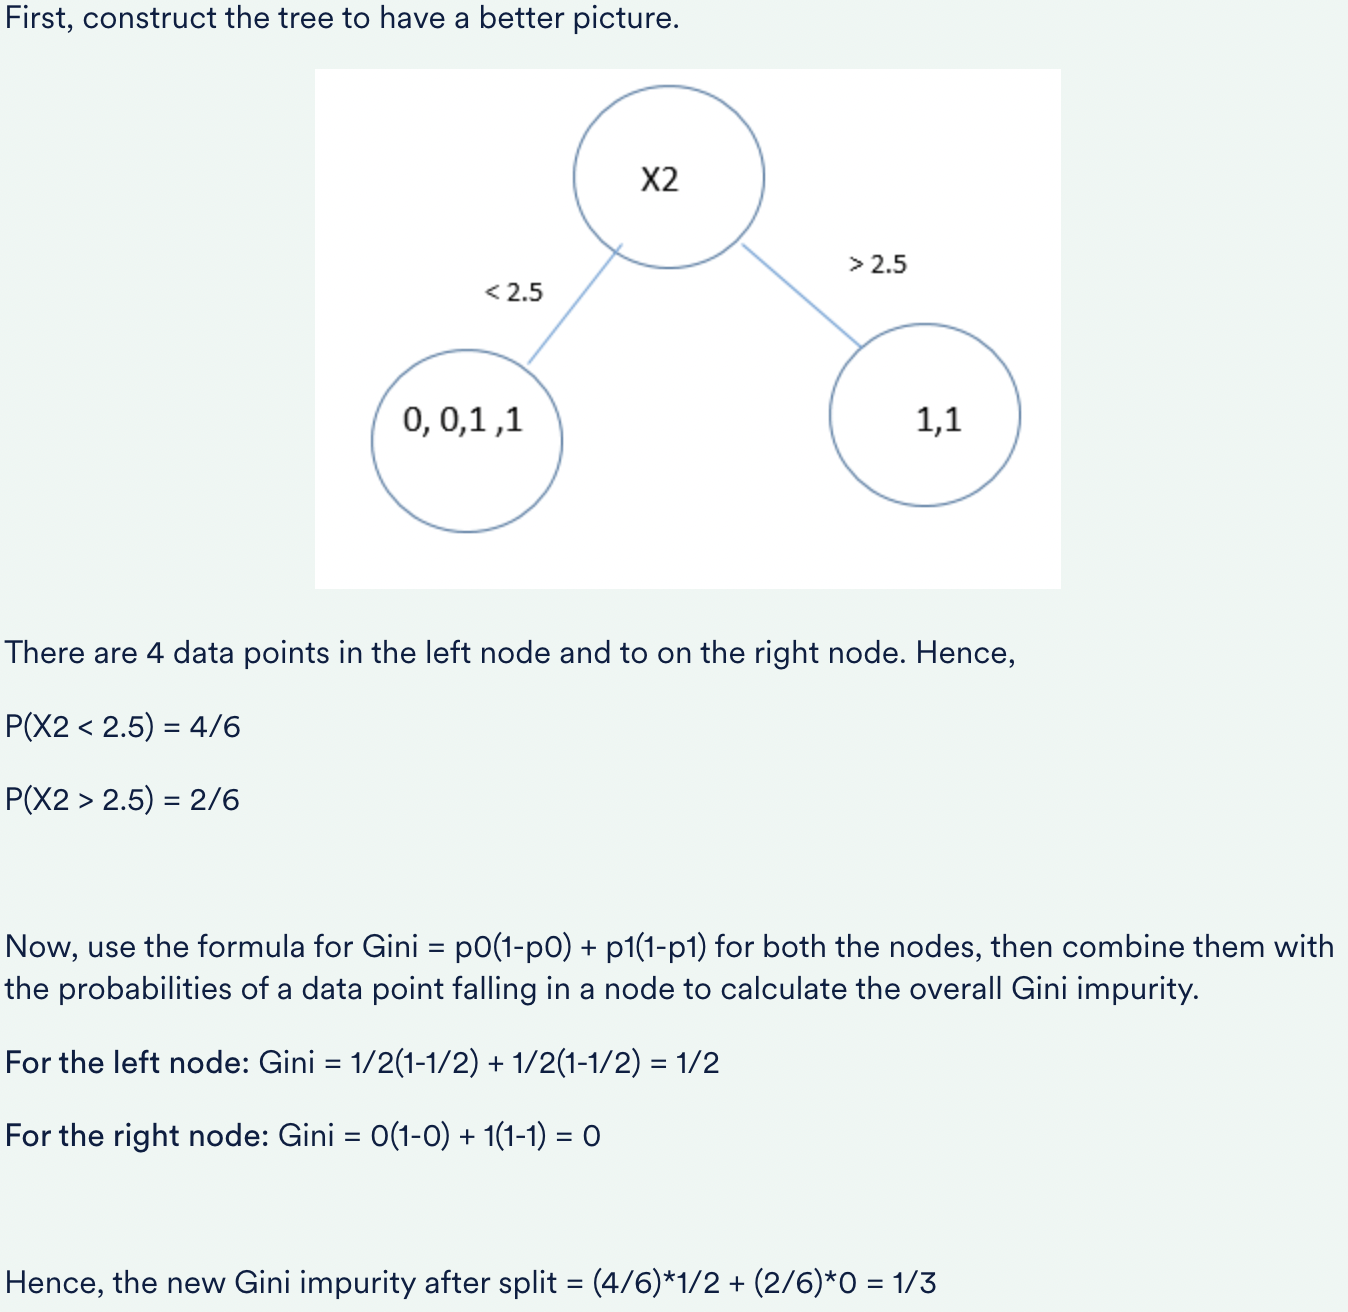 First, construct the tree to have a better picture.
X2
> 2.5
< 2.5
0, 0,1 ,1
1,1
There are 4 data points in the left node and to on the right node. Hence,
P(X2 < 2.5) = 4/6
P(X2 > 2.5) = 2/6
Now, use the formula for Gini = p0(1-p0) + p1(1-p1) for both the nodes, then combine them with
the probabilities of a data point falling in a node to calculate the overall Gini impurity.
For the left node: Gini = 1/2(1-1/2) + 1/2(1-1/2) = 1/2
For the right node: Gini = 0(1-0) + 1(1-1) = 0
Hence, the new Gini impurity after split = (4/6)*1/2 + (2/6)*0 = 1/3